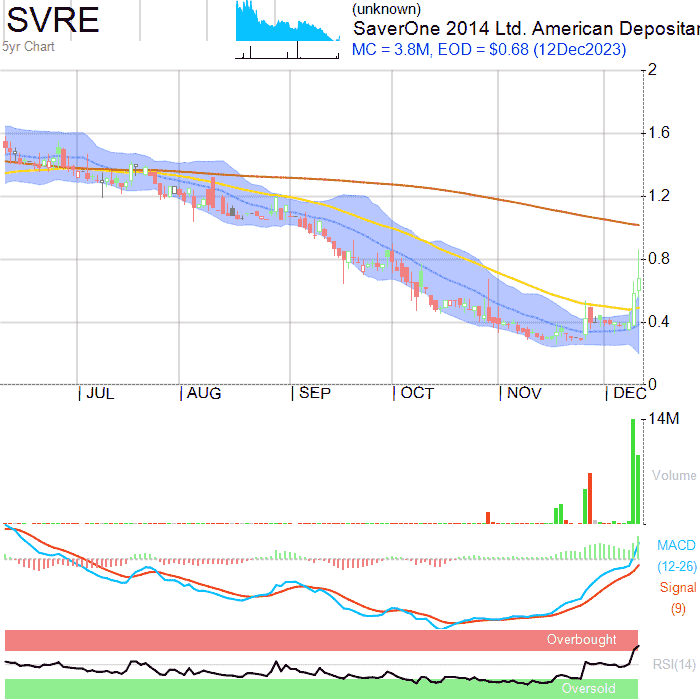 SVRE
5yr Chart
(unknown)
SaverOne 2014 Ltd. American Depositar
MC = 3.8M, EOD = $0.68 (12Dec2023)
2
1.6
1.2
0.8
0.4
0
JUL AUG SEP OCT NOV DEC
14M
Volume
MACD
(12-26)
Signal
(9)
Overbought
RSI(14)
Oversold